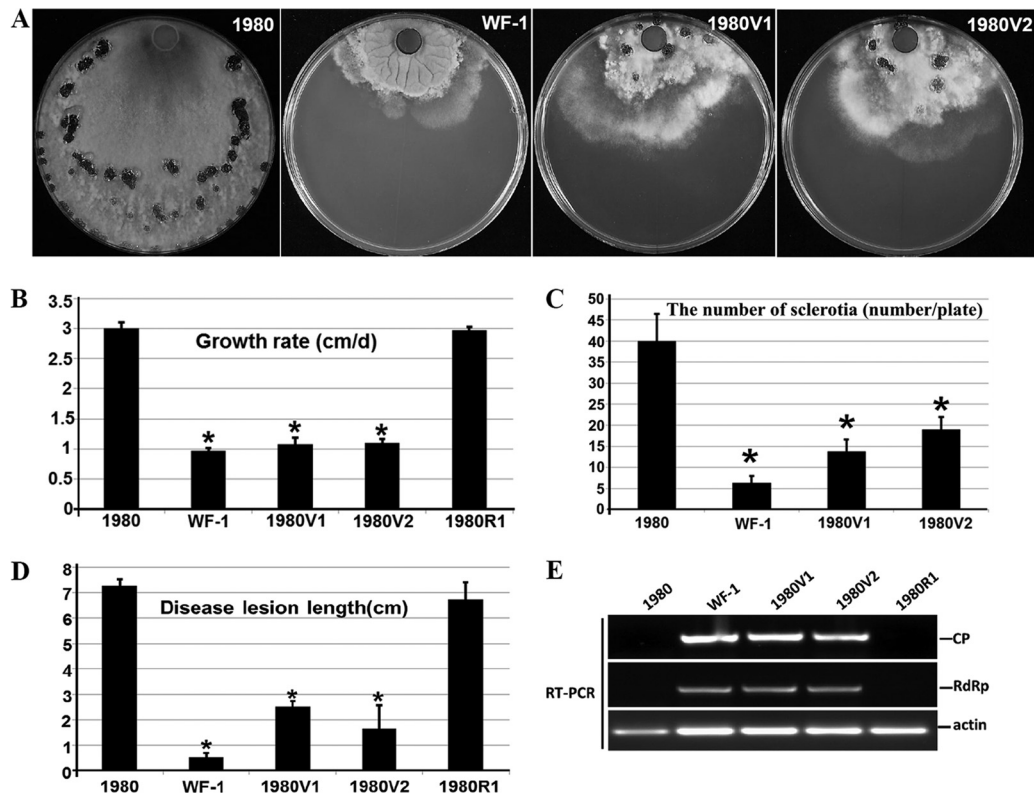 A
1980
WF-1
1980V1
1980V2
B
3.5
3
2.5
2
1.5
1
0.5
0
Growth rate (cm/d)
*
*
*
1980
WF-1
1980V1
1980V2
1980R1
C
50
45
40
35
30
25
20
15
10
5
0
The number of sclerotia (number/plate)
*
*
*
1980
WF-1
1980V1
1980V2
D
8
7
6
5
4
3
2
1
0
Disease lesion length(cm)
*
*
*
1980
WF-1
1980V1
1980V2
1980R1
E
1980
WF-1
1980V1
1980V2
1980R1
RT-PCR
CP
RdRp
actin